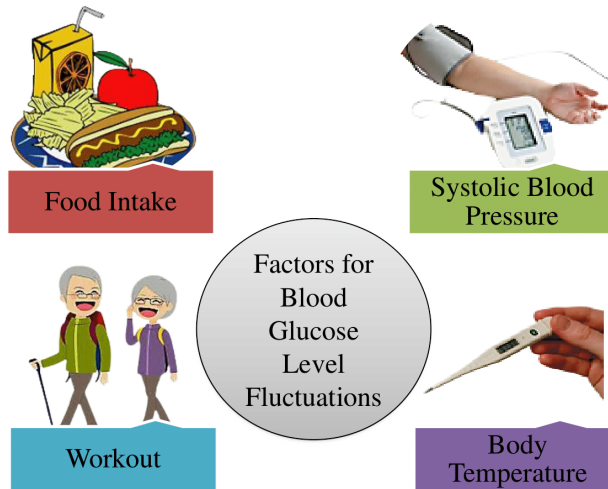 Food Intake
Systolic Blood
Pressure
Factors for
Blood
Glucose
Level
Fluctuations
Workout
Body
Temperature